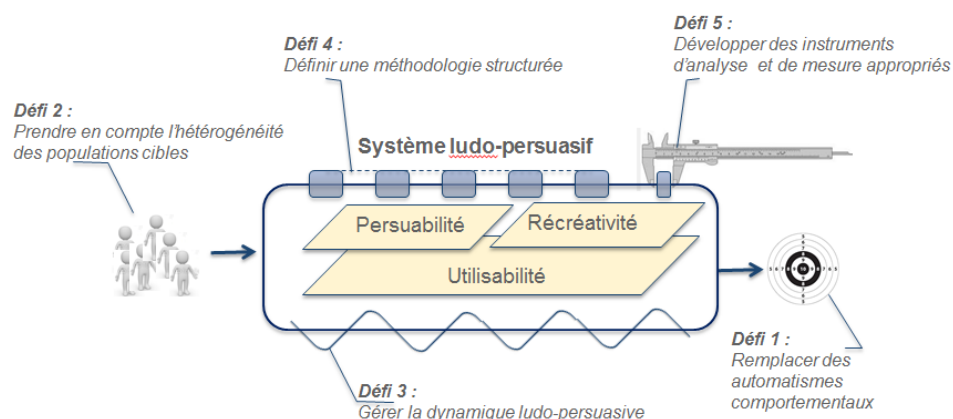 Défi 4 :
Définir une méthodologie structurée
Défi 5 :
Développer des instruments
d'analyse et de mesure appropriés
Défi 2 :
Prendre en compte l'hétérogénéité
des populations cibles
Système ludo-persuasif
Persuabilité
Récréativité
Utilisabilité
Défi 1 :
Remplacer des
automatismes
comportementaux
Défi 3 :
Gérer la dynamique ludo-persuasive